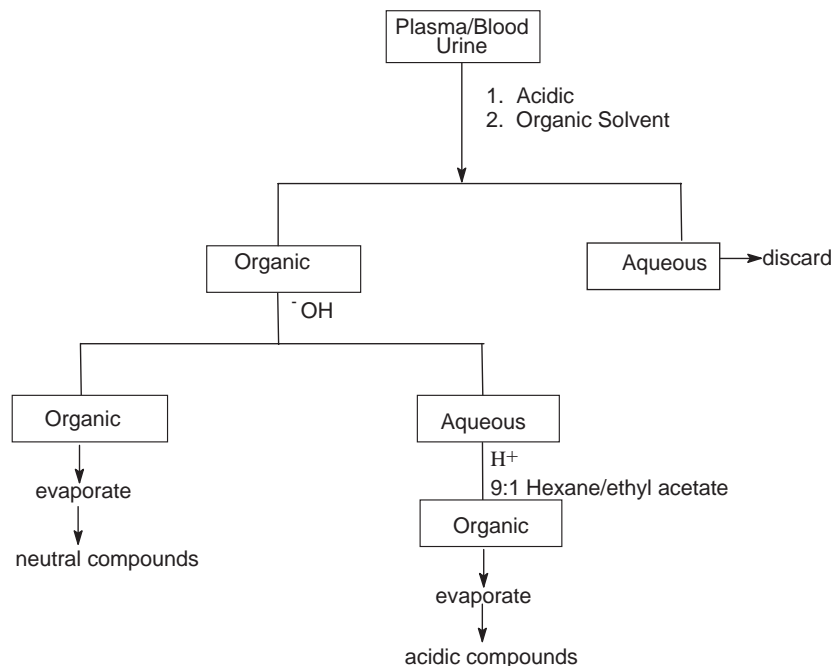 Plasma/Blood
Urine
1. Acidic
2. Organic Solvent
Organic
Aqueous
discard
-OH
Organic
Aqueous
H+
9:1 Hexane/ethyl acetate
evaporate
Organic
neutral compounds
evaporate
acidic compounds